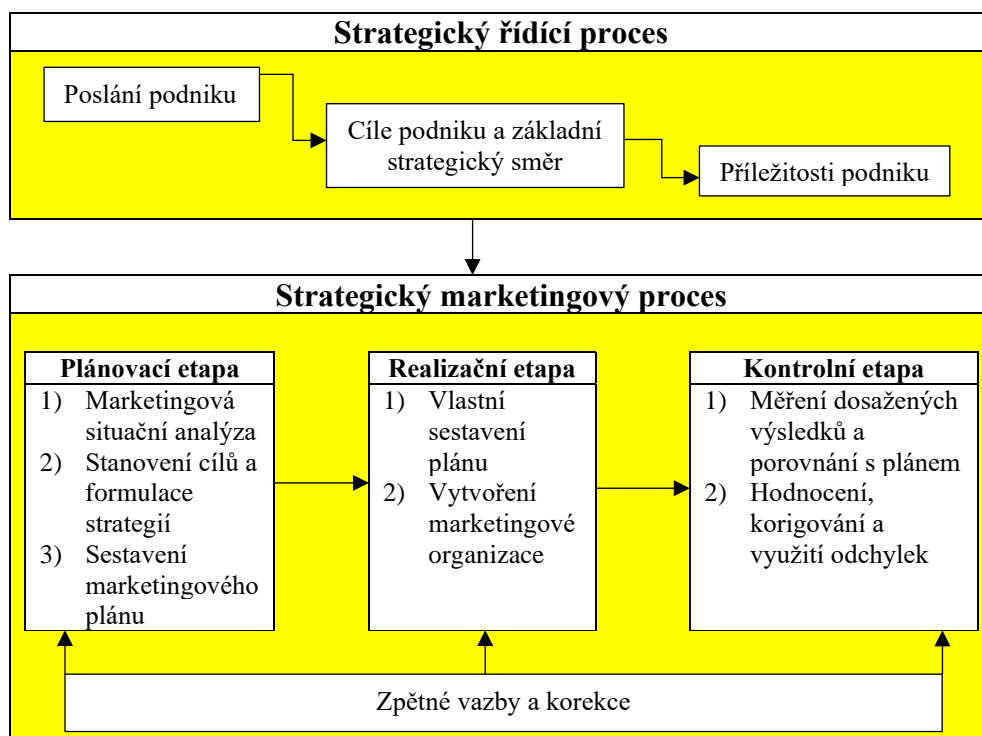 Strategický řídící proces
Poslání podniku
Cíle podniku a základní
strategický směr
Příležitosti podniku
Strategický marketingový proces
Plánovací etapa
1) Marketingová
situační analýza
2) Stanovení cílů a
formulace
strategií
3) Sestavení
marketingového
plánu
Realizační etapa
1) Vlastní
sestavení
plánu
2) Vytvoření
marketingové
organizace
Kontrolní etapa
1) Měření dosažených
výsledků a
porovnání s plánem
2) Hodnocení,
korigování a
využití odchylek
Zpětné vazby a korekce